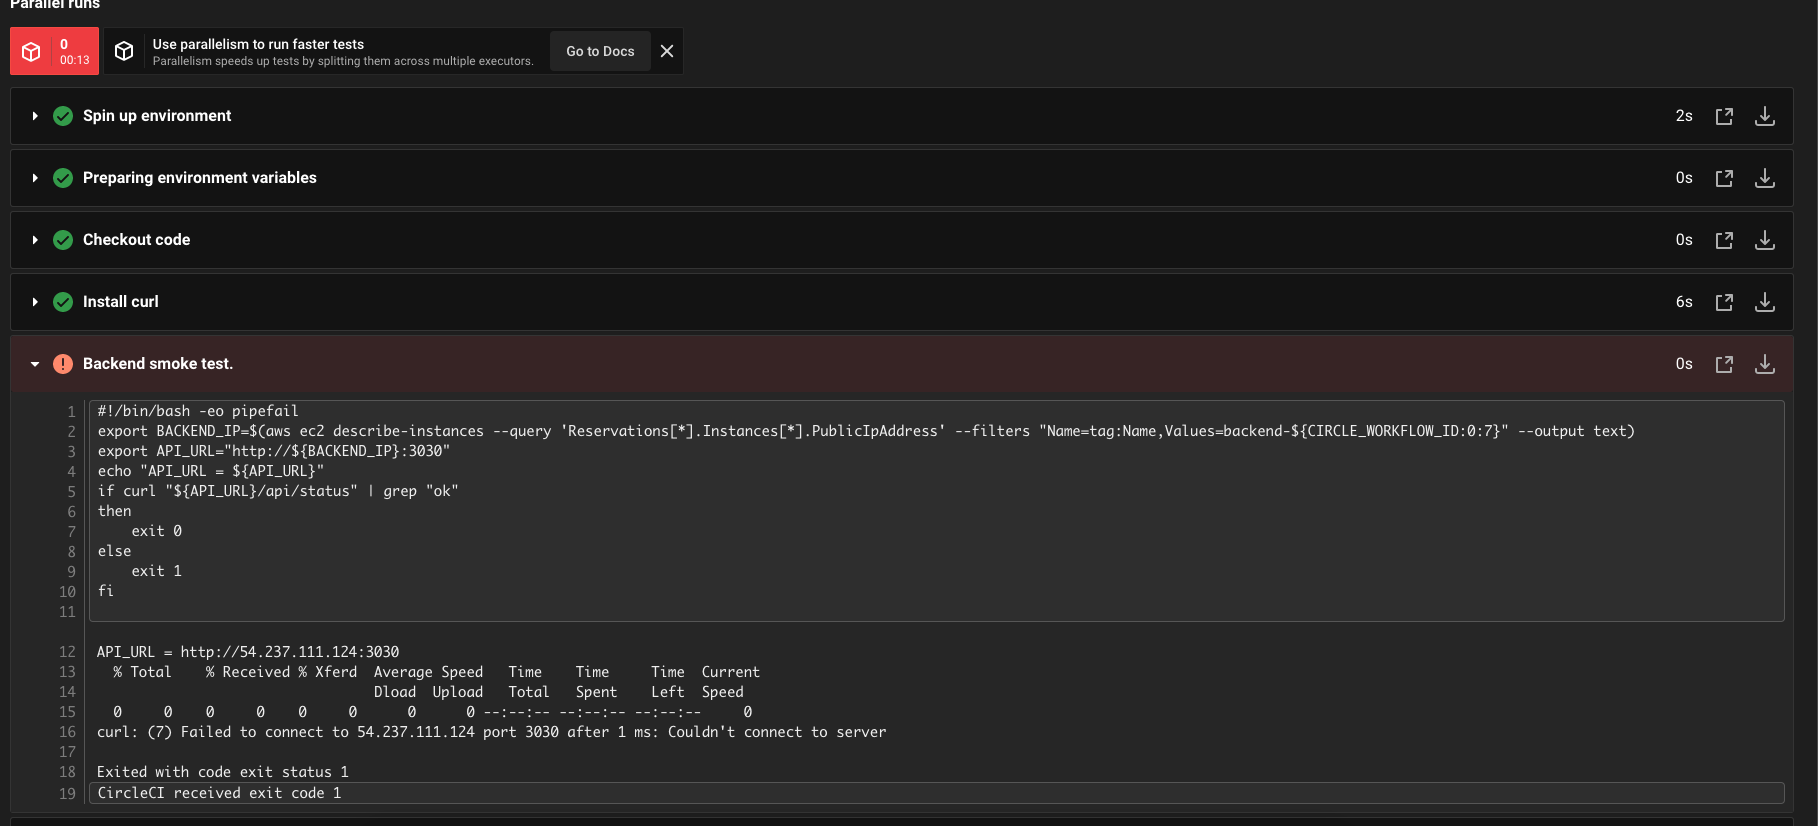 Parallel runs
0
00:13
Use parallelism to run faster tests
Parallelism speeds up tests by splitting them across multiple executors.
Go to Docs
Spin up environment 2s
Preparing environment variables 0s
Checkout code 0s
Install curl 6s
Backend smoke test. 0s
1 #!/bin/bash -eo pipefail
2 export BACKEND_IP=$(aws ec2 describe-instances --query 'Reservations[*].Instances[*].PublicIpAddress' --filters "Name=tag:Name,Values=backend-${CIRCLE_WORKFLOW_ID:0:7}" --output text)
3 export API_URL="http://${BACKEND_IP}:3030"
4 echo "API_URL = ${API_URL}"
5 if curl "${API_URL}/api/status" | grep "ok"
6 then
7     exit 0
8 else
9     exit 1
10 fi
11
12 API_URL = http://54.237.111.124:3030
13   % Total    % Received % Xferd  Average Speed   Time    Time     Time  Current
14                                  Dload  Upload   Total   Spent    Left  Speed
15   0     0    0     0    0     0      0      0 --:--:-- --:--:-- --:--:--     0
16 curl: (7) Failed to connect to 54.237.111.124 port 3030 after 1 ms: Couldn't connect to server
17
18 Exited with code exit status 1
19 CircleCI received exit code 1